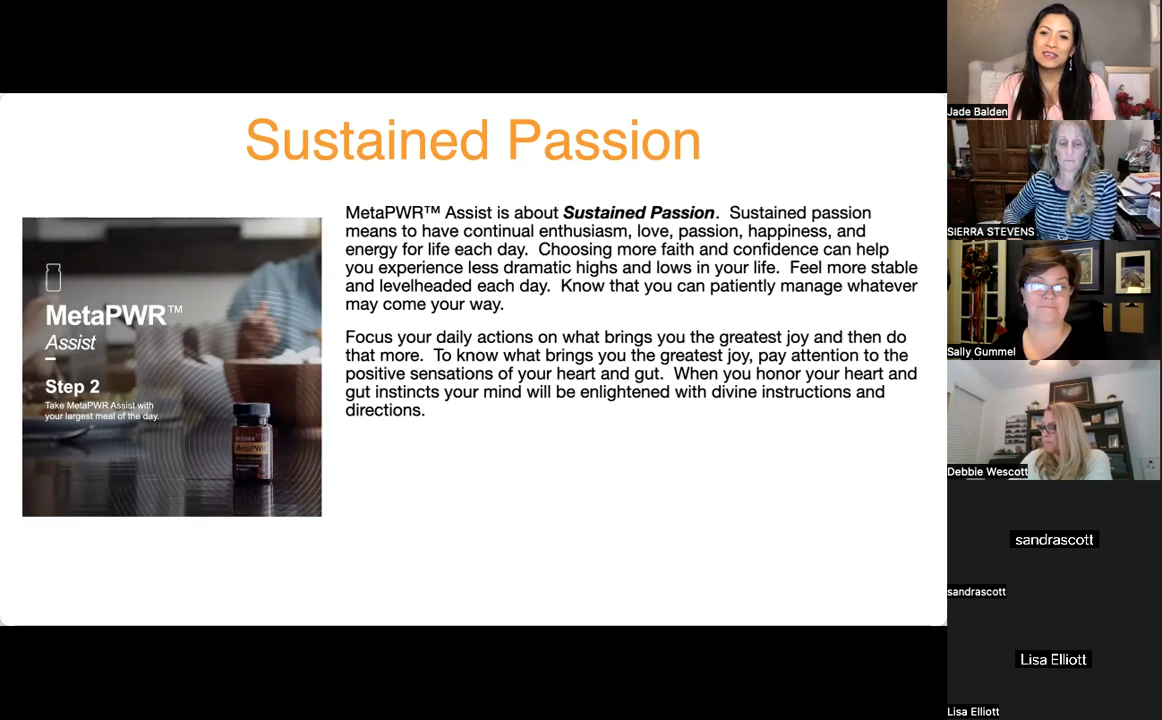 Sustained Passion
MetaPWR™ Assist is about Sustained Passion. Sustained passion
means to have continual enthusiasm, love, passion, happiness, and
energy for life each day. Choosing more faith and confidence can help
you experience less dramatic highs and lows in your life. Feel more stable
and levelheaded each day. Know that you can patiently manage whatever
may come your way.
Focus your daily actions on what brings you the greatest joy and then do
that more. To know what brings you the greatest joy, pay attention to the
positive sensations of your heart and gut. When you honor your heart and
gut instincts your mind will be enlightened with divine instructions and
directions.
MetaPWR™
Assist
Step 2
Take MetaPWR Assist with
your largest meal of the day.
MetaPWR
Jade Balden
SIERRA STEVENS
Sally Gummel
Debbie Wescott
sandrascott
sandrascott
Lisa Elliott
Lisa Elliott